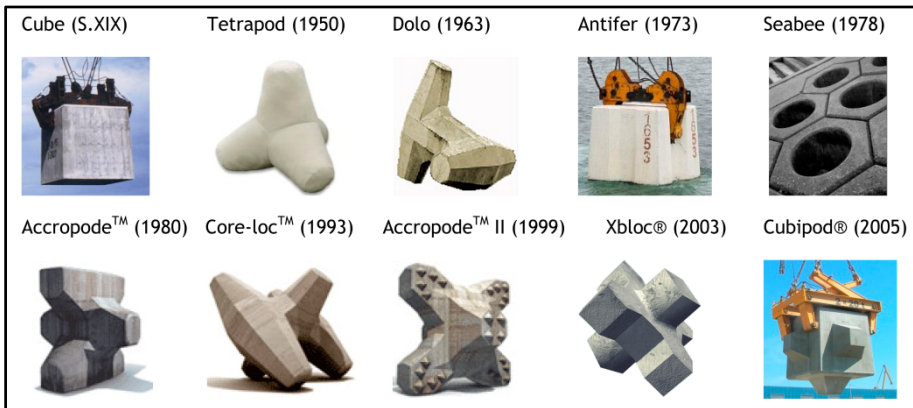 Cube (S.XIX) Tetrapod (1950) Dolo (1963) Antifer (1973) Seabee (1978)
1653
Accropode™ (1980) Core-loc™ (1993) Accropode™ II (1999) Xbloc® (2003) Cubipod® (2005)